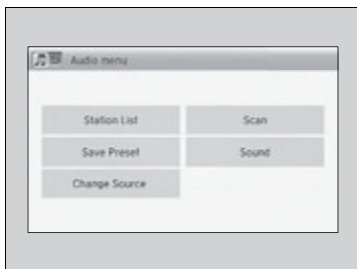 Audio menu
Station List
Scan
Save Preset
Sound
Change Source